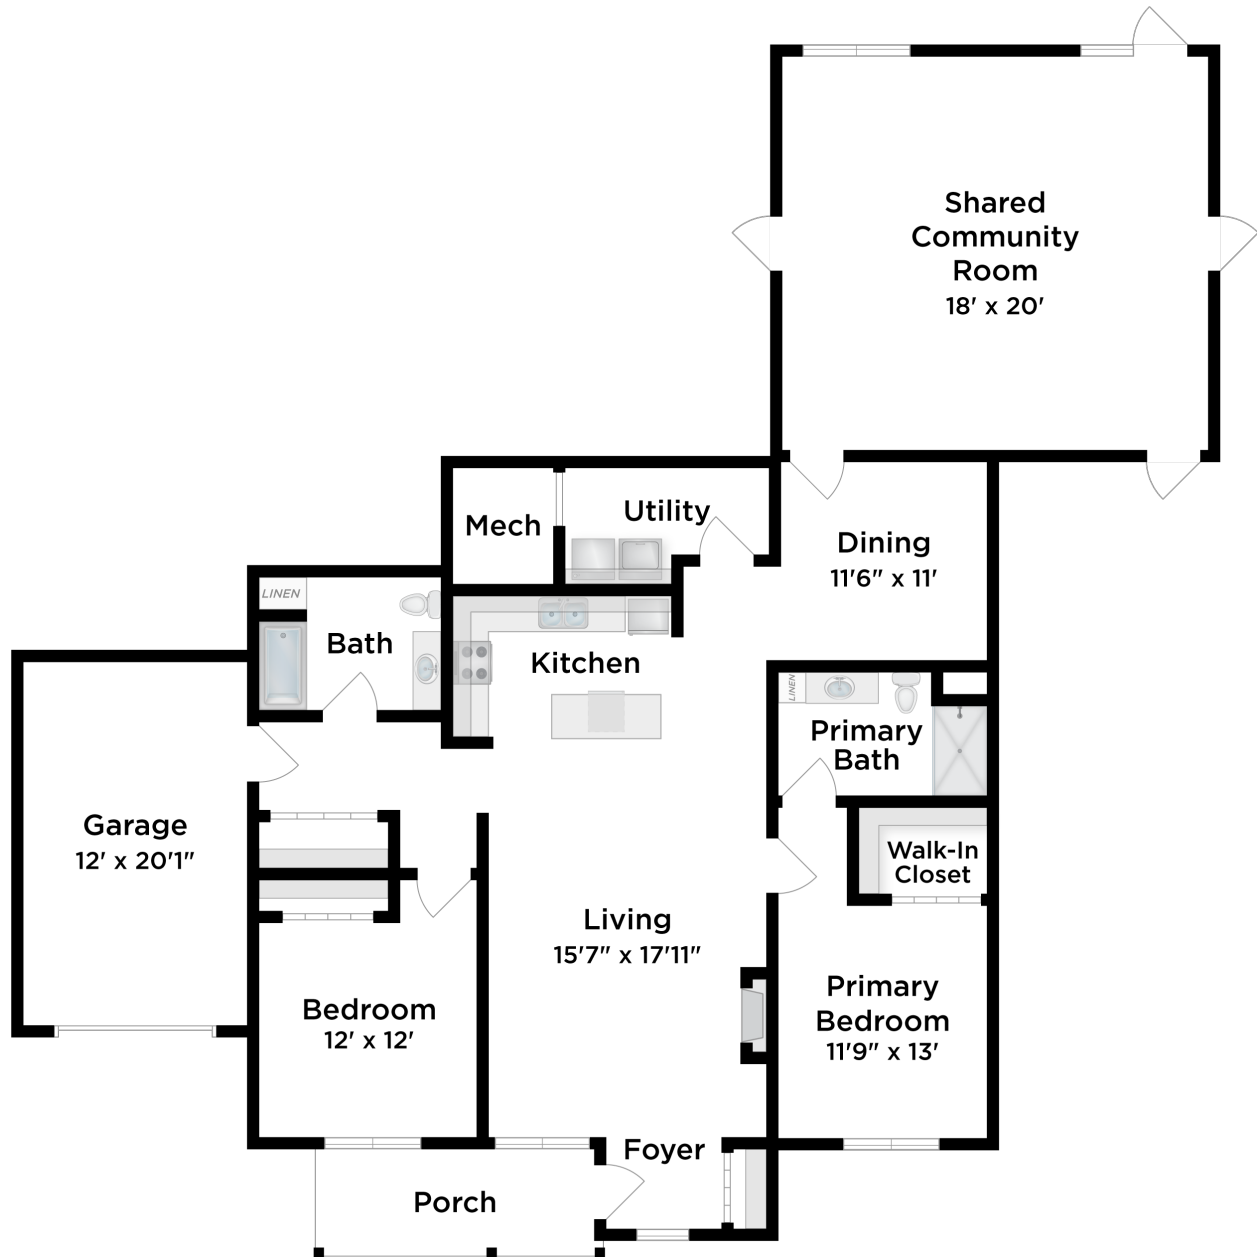 Shared
Community
Room
18' x 20'
Mech
Utility
Dining
11'6" x 11'
LINEN
Bath
Kitchen
LINEN
Primary
Bath
Garage
12' x 20'1"
Walk-In
Closet
Living
15'7" x 17'11"
Bedroom
12' x 12'
Primary
Bedroom
11'9" x 13'
Foyer
Porch